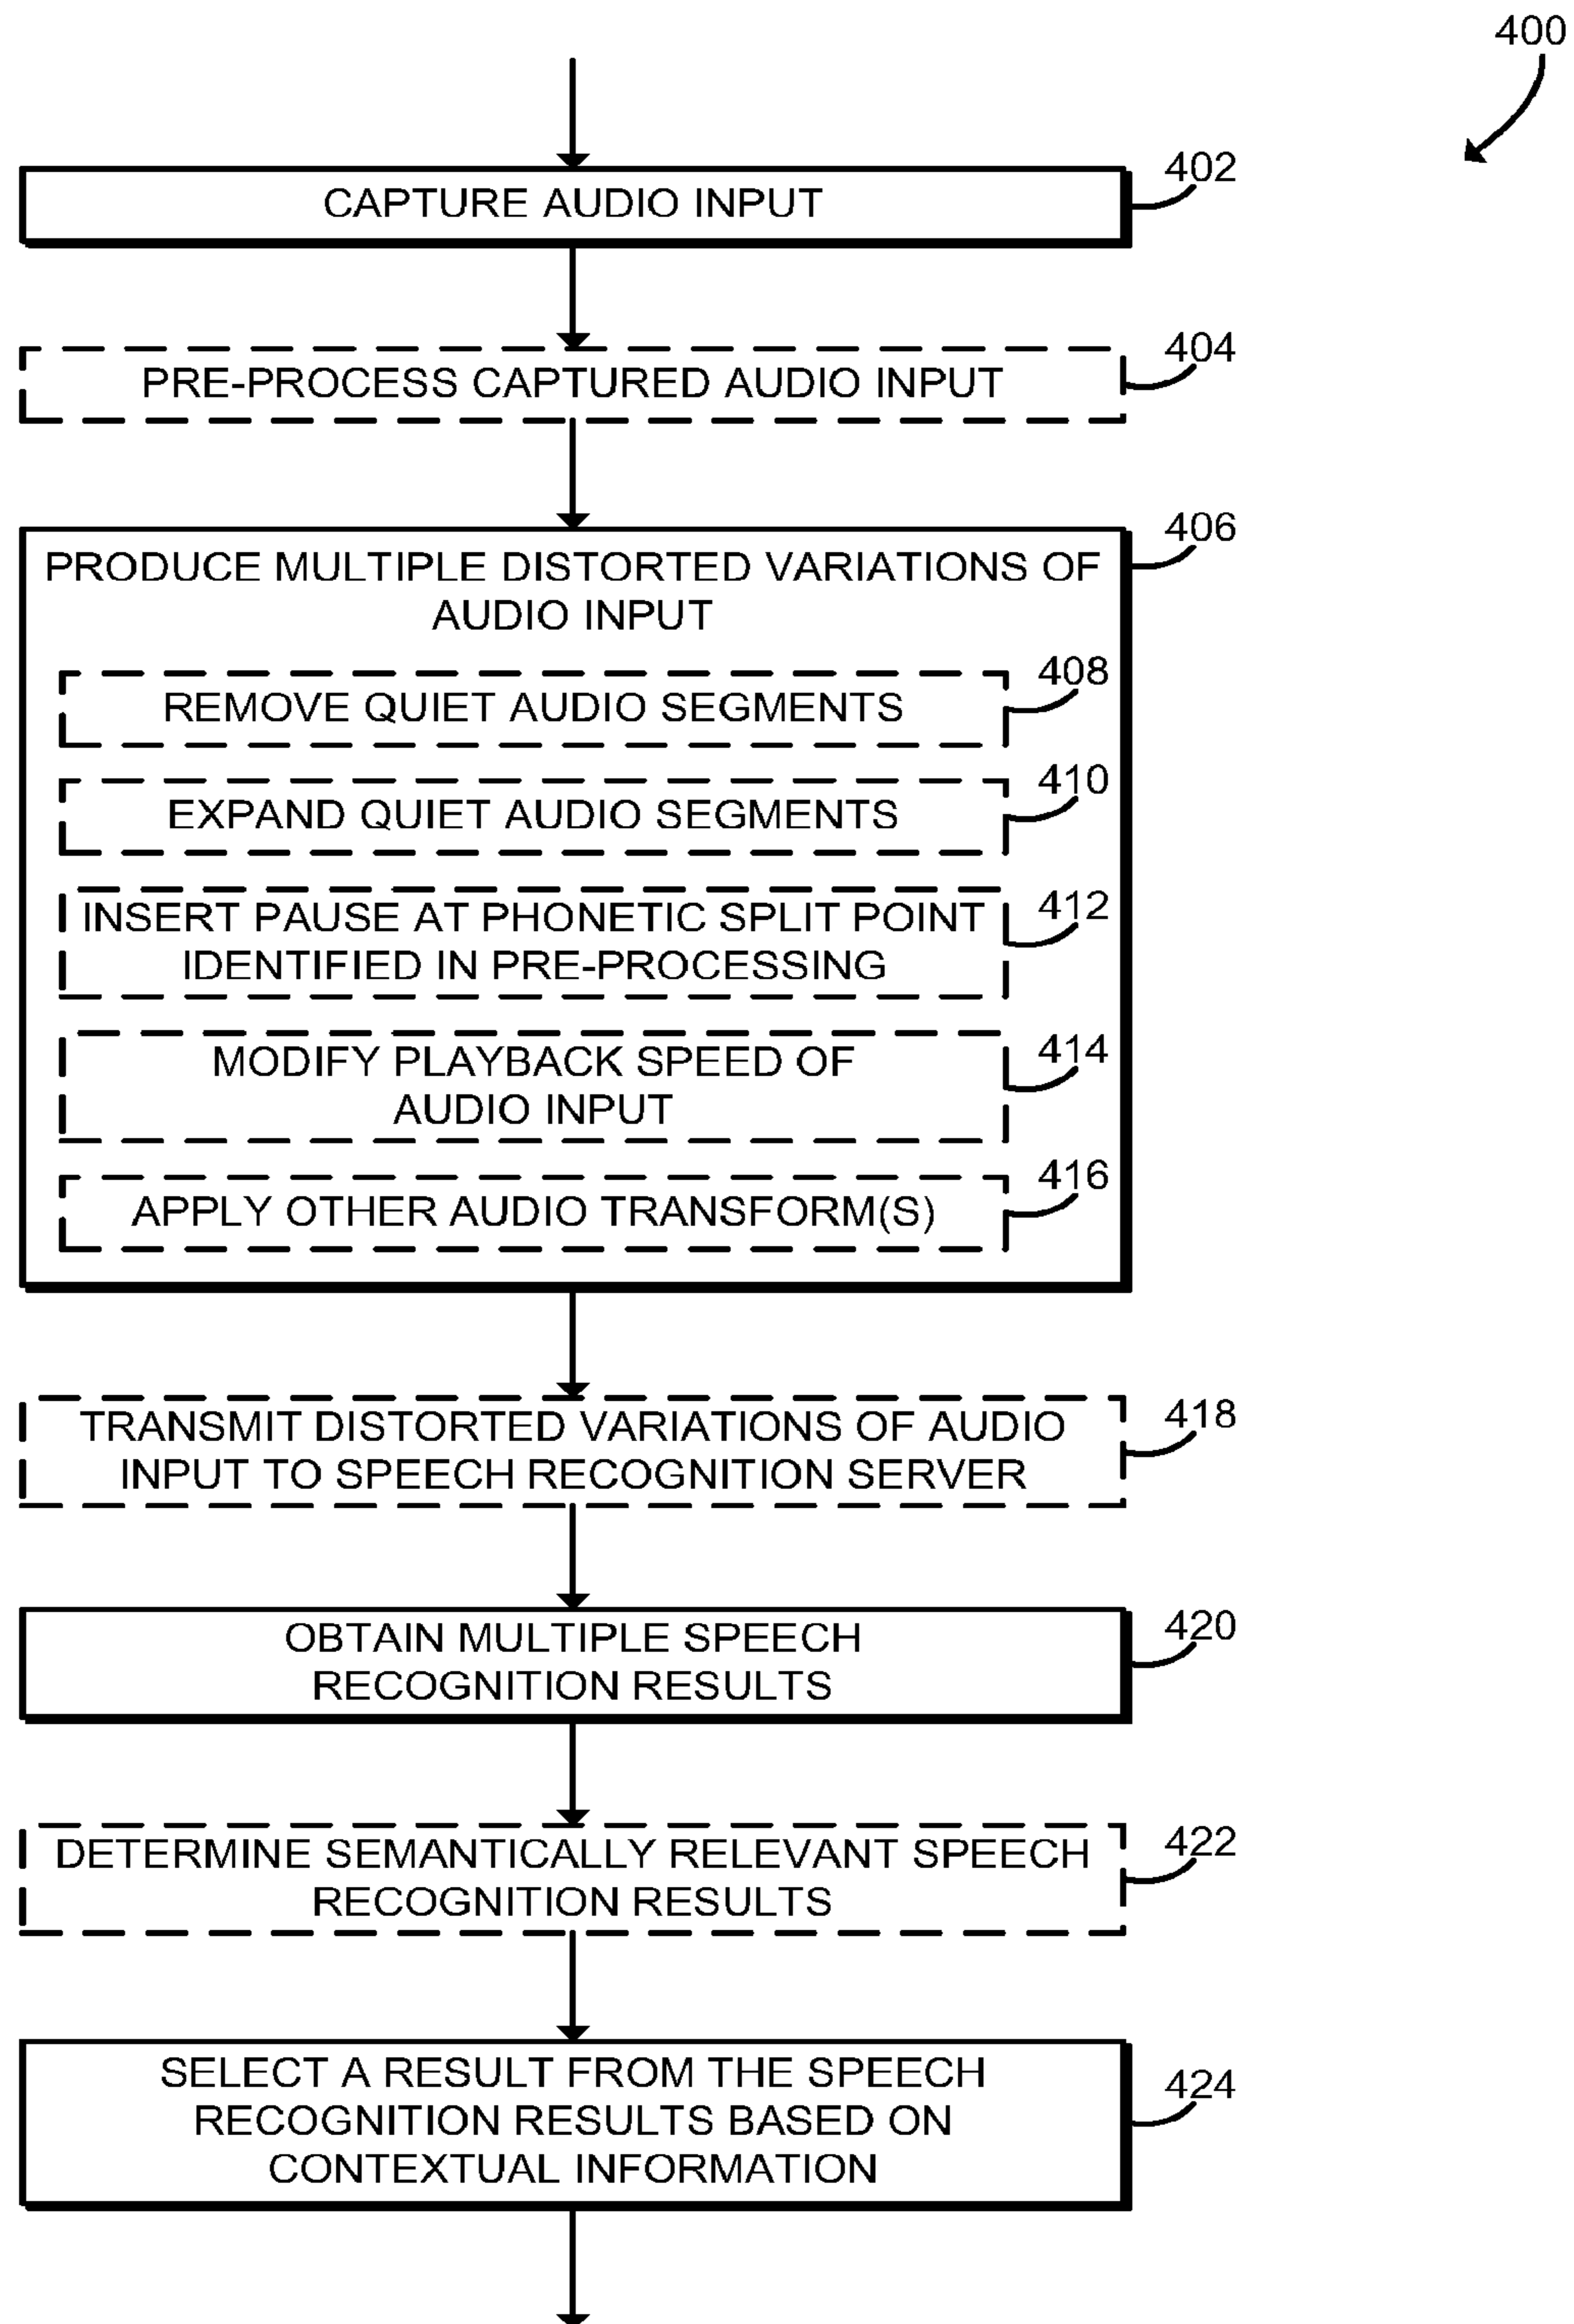 400
CAPTURE AUDIO INPUT
402
PRE-PROCESS CAPTURED AUDIO INPUT
404
PRODUCE MULTIPLE DISTORTED VARIATIONS OF
AUDIO INPUT
406
REMOVE QUIET AUDIO SEGMENTS
408
EXPAND QUIET AUDIO SEGMENTS
410
INSERT PAUSE AT PHONETIC SPLIT POINT
IDENTIFIED IN PRE-PROCESSING
412
MODIFY PLAYBACK SPEED OF
AUDIO INPUT
414
APPLY OTHER AUDIO TRANSFORM(S)
416
TRANSMIT DISTORTED VARIATIONS OF AUDIO
INPUT TO SPEECH RECOGNITION SERVER
418
OBTAIN MULTIPLE SPEECH
RECOGNITION RESULTS
420
DETERMINE SEMANTICALLY RELEVANT SPEECH
RECOGNITION RESULTS
422
SELECT A RESULT FROM THE SPEECH
RECOGNITION RESULTS BASED ON
CONTEXTUAL INFORMATION
424